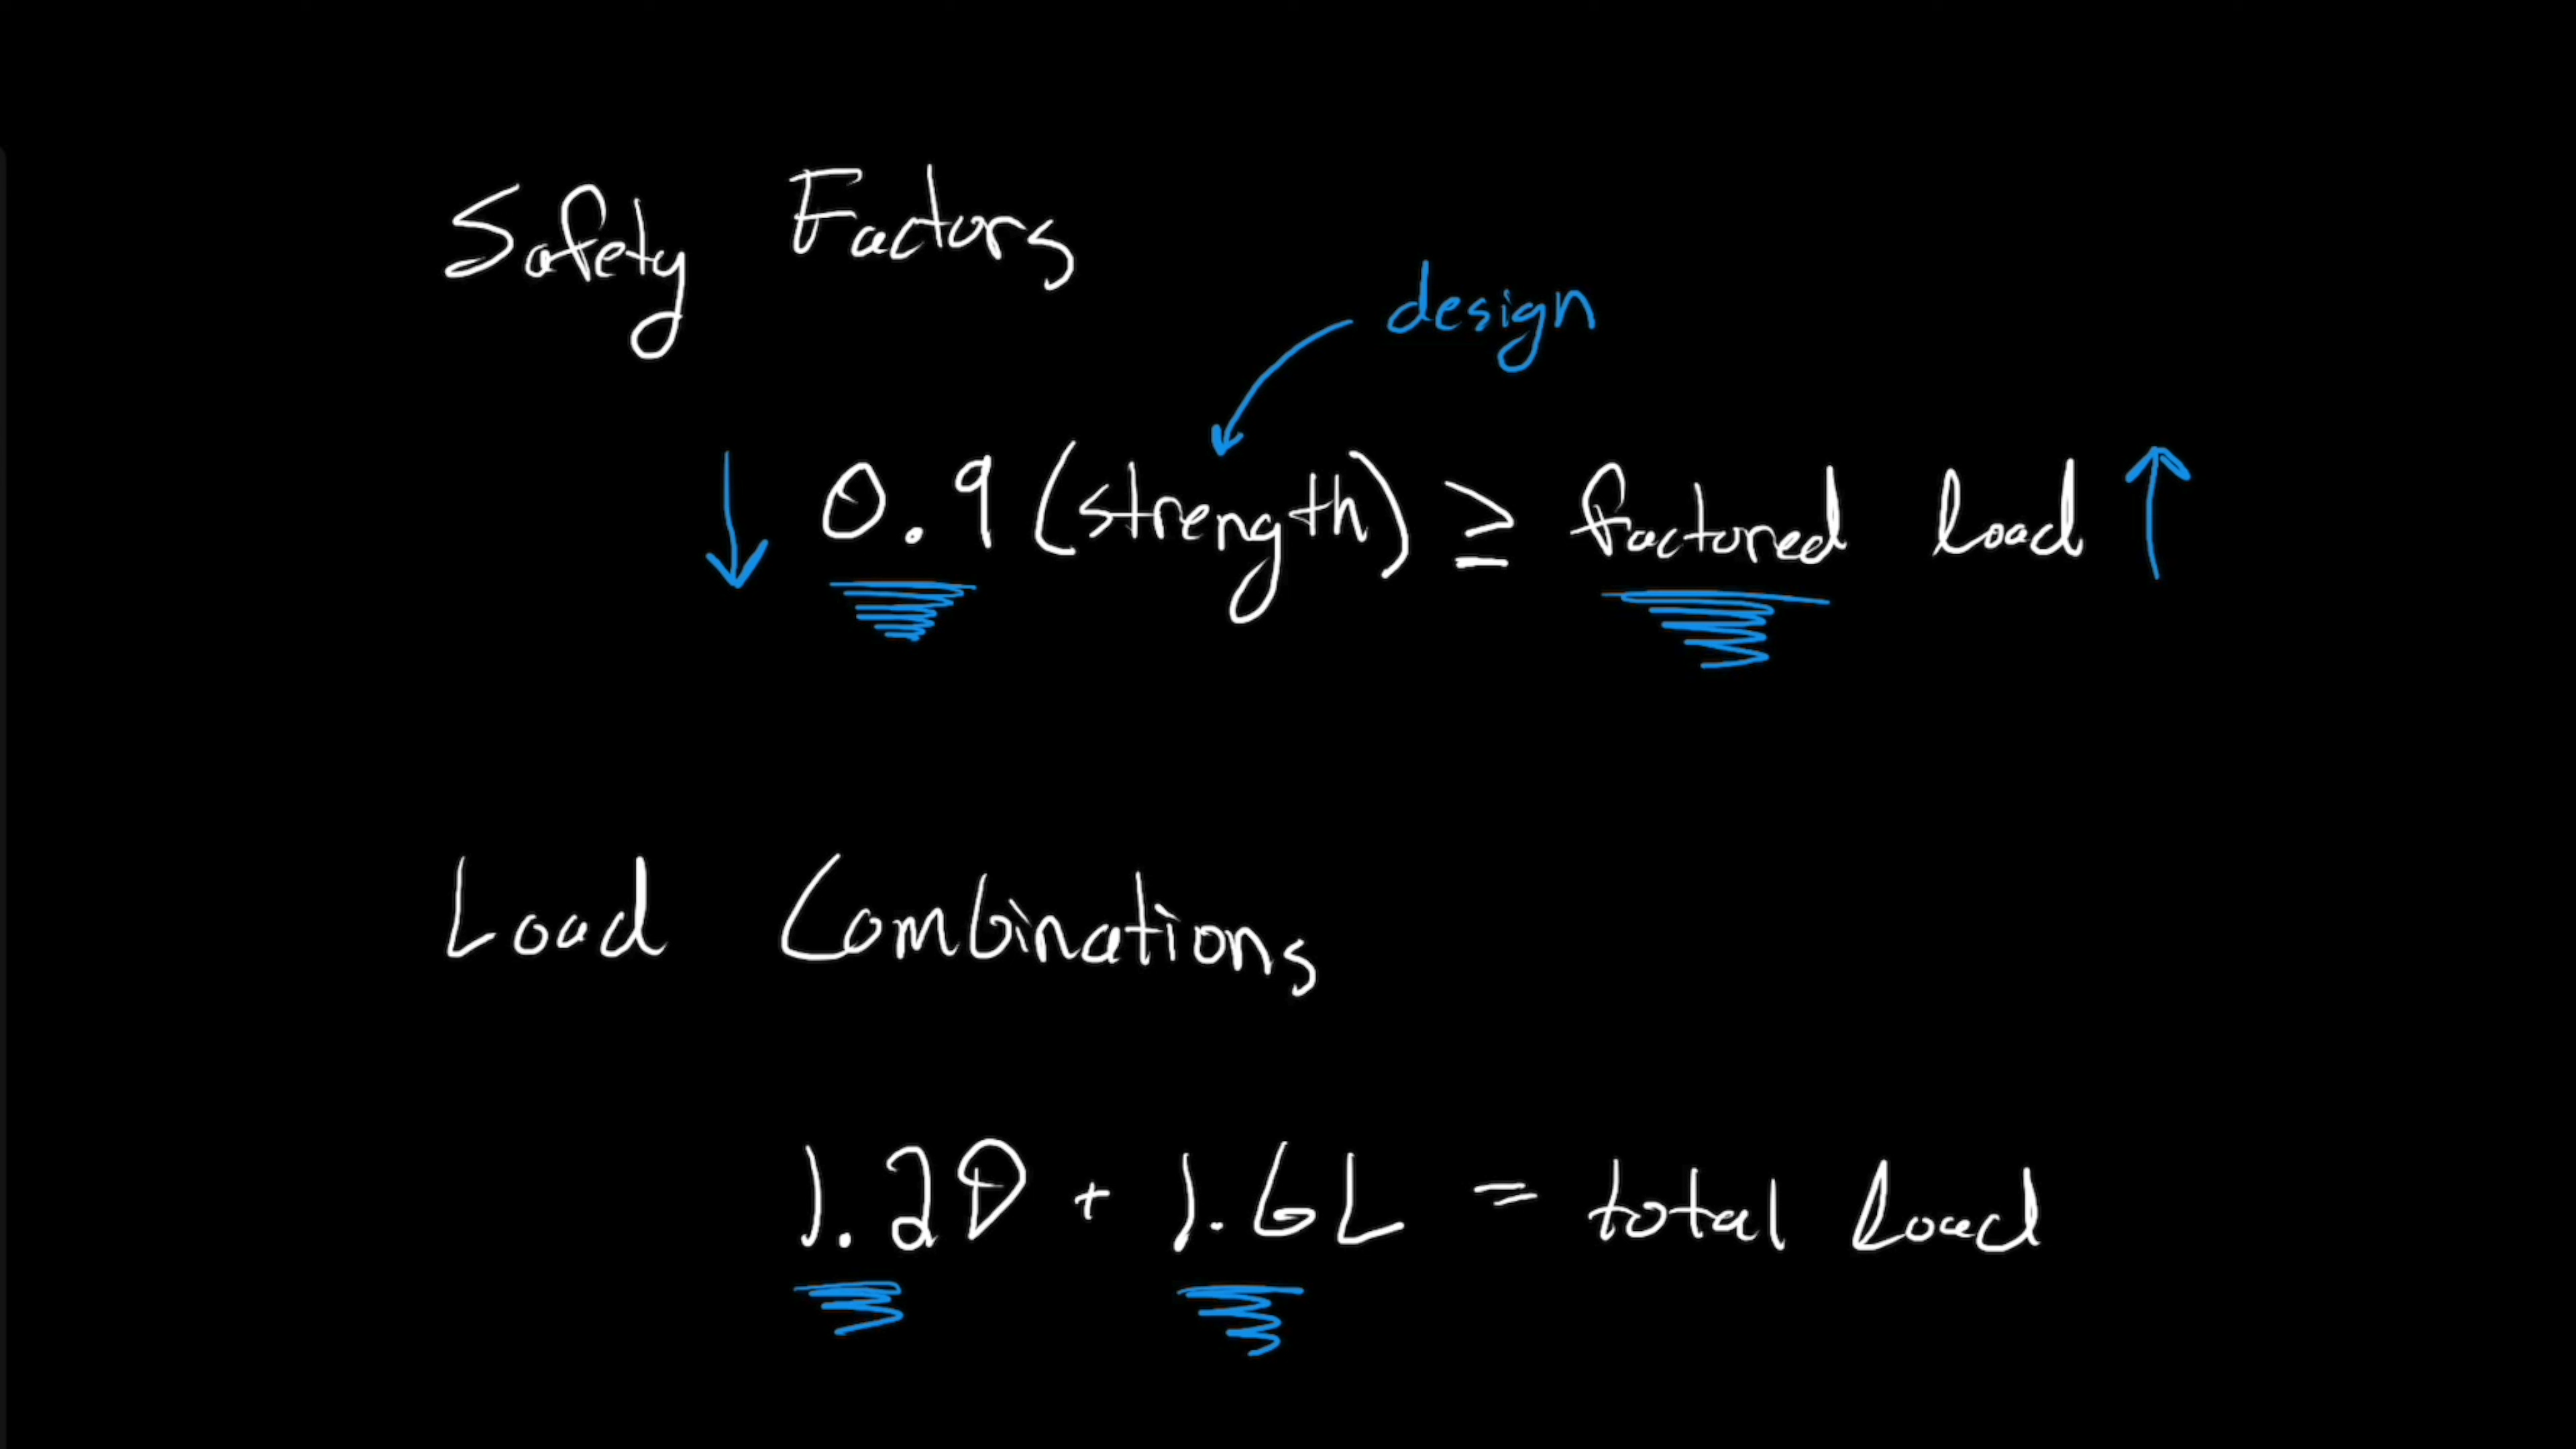 Safety Factors
design
0.9 (strength) ≥ factored load
Load Combinations
1.2D + 1.6L = total load